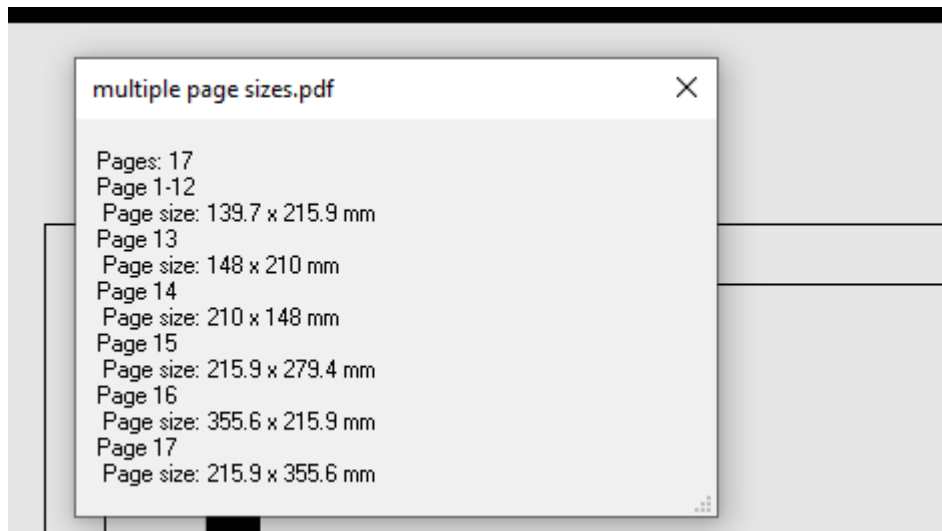 multiple page sizes.pdf
Pages: 17
Page 1-12
Page size: 139.7 x 215.9 mm
Page 13
Page size: 148 x 210 mm
Page 14
Page size: 210 x 148 mm
Page 15
Page size: 215.9 x 279.4 mm
Page 16
Page size: 355.6 x 215.9 mm
Page 17
Page size: 215.9 x 355.6 mm